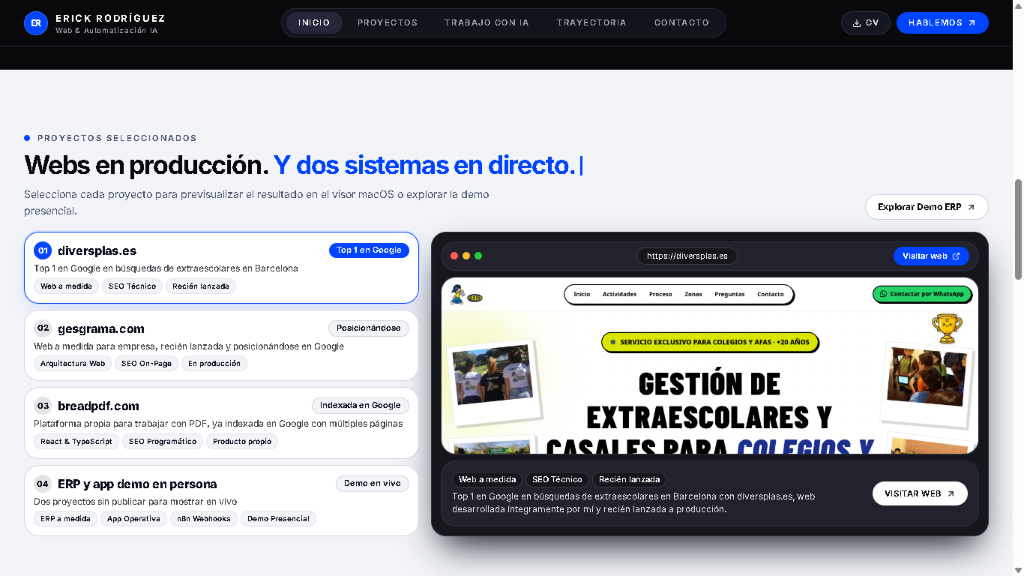 ER
ERICK RODRÍGUEZ
Web & Automatización IA
INICIO
PROYECTOS
TRABAJO CON IA
TRAYECTORIA
CONTACTO
CV
HABLEMOS
PROYECTOS SELECCIONADOS
Webs en producción. Y dos sistemas en directo.|
Selecciona cada proyecto para previsualizar el resultado en el visor macOS o explorar la demo
presencial.
Explorar Demo ERP
01 diversplas.es
Top 1 en Google
Top 1 en Google en búsquedas de extraescolares en Barcelona
Web a medida
SEO Técnico
Recién lanzada
02 gesgrama.com
Posicionándose
Web a medida para empresa, recién lanzada y posicionándose en Google
Arquitectura Web
SEO On-Page
En producción
03 breadpdf.com
Indexada en Google
Plataforma propia para trabajar con PDF, ya indexada en Google con múltiples páginas
React & TypeScript
SEO Programático
Producto propio
04 ERP y app demo en persona
Demo en vivo
Dos proyectos sin publicar para mostrar en vivo
ERP a medida
App Operativa
n8n Webhooks
Demo Presencial
https://diversplas.es
Visitar web
Inicio
Actividades
Proceso
Zonas
Preguntas
Contacto
Contactar por WhatsApp
SERVICIO EXCLUSIVO PARA COLEGIOS Y AFAS · +20 AÑOS
GESTIÓN DE
EXTRAESCOLARES Y
CASALES PARA COLEGIOS Y
Web a medida
SEO Técnico
Recién lanzada
Top 1 en Google en búsquedas de extraescolares en Barcelona con diversplas.es, web
desarrollada íntegramente por mí y recién lanzada a producción.
VISITAR WEB